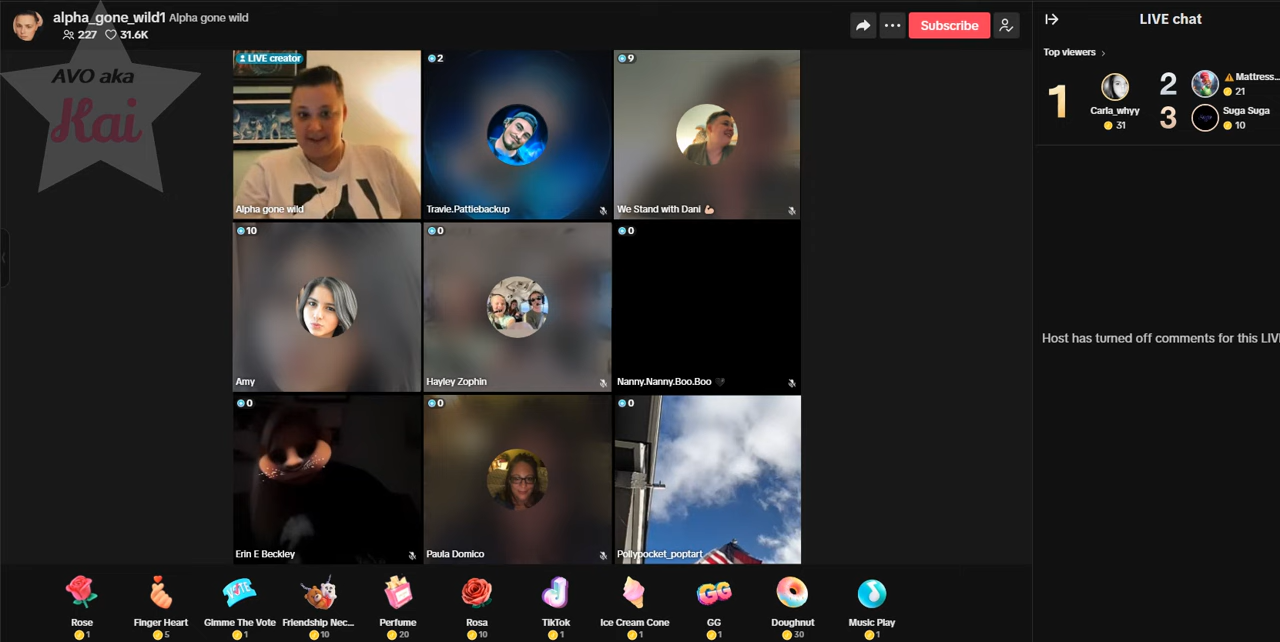 alpha_gone_wild1 Alpha gone wild
227 31.6K
Subscribe
AVO aka
Kai
LIVE creator
Alpha gone wild
2
Travie.Pattiebackup
9
We Stand with Dani
10
Amy
0
Hayley Zophin
0
Nanny.Nanny.Boo.Boo
0
Erin E Beckley
0
Paula Domico
0
Pollypocket_poptart
Rose
1
Finger Heart
5
VOTE
Gimme The Vote
1
Friendship Nec...
10
Perfume
20
Rosa
10
TikTok
1
Ice Cream Cone
1
GG
GG
1
Doughnut
30
Music Play
1
LIVE chat
Top viewers
1
Carla_whyy
31
2
Mattress...
21
3
Suga Suga
10
Host has turned off comments for this LIV